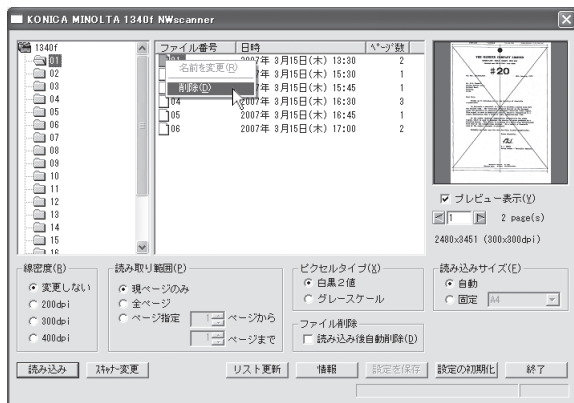 KONICA MINOLTA 1340f NWscanner
1340f
01
02
03
04
05
06
07
08
09
10
11
12
13
14
15
16
ファイル番号 日時 ﾍﾟｰｼﾞ数
01 2007年 3月15日(木) 13:30 2
2007年 3月15日(木) 15:30 1
2007年 3月15日(木) 15:45 1
04 2007年 3月15日(木) 16:30 3
05 2007年 3月15日(木) 16:45 1
06 2007年 3月15日(木) 17:00 2
名前を変更(R)
削除(D)
THE SLEREXE COMPANY LIMITED
#20
プレビュー表示(V)
1 2 page(s)
2480x3451 (300x300dpi)
線密度(R)
変更しない
200dpi
300dpi
400dpi
読み取り範囲(P)
現ページのみ
全ページ
ページ指定 1 ページから
1 ページまで
ピクセルタイプ(X)
白黒2値
グレースケール
ファイル削除
読み込み後自動削除(D)
読み込みサイズ(F)
自動
固定 A4
読み込み ｽｷｬﾅｰ変更 リスト更新 情報 設定を保存 設定の初期化 終了